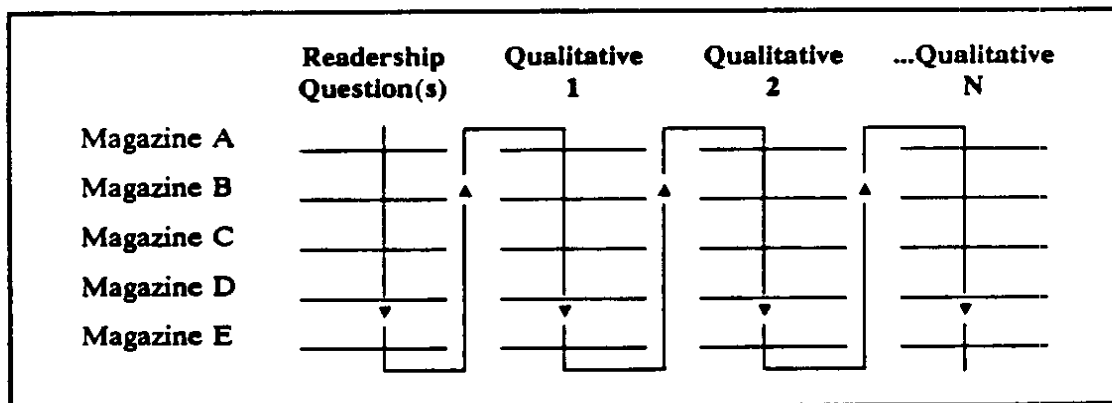 Readership Qualitative Qualitative ...Qualitative
Question(s) 1 2 N
Magazine A
Magazine B
Magazine C
Magazine D
Magazine E